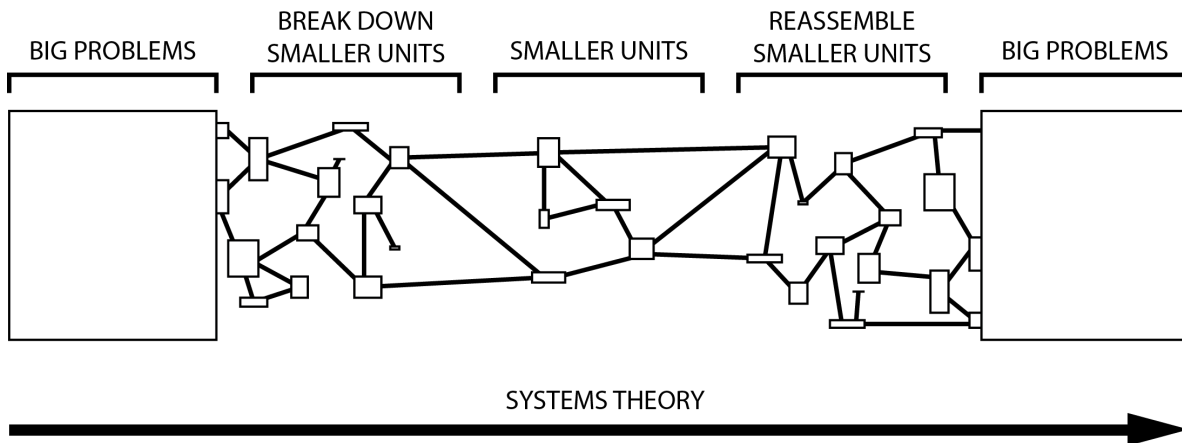 BIG PROBLEMS
BREAK DOWN
SMALLER UNITS
SMALLER UNITS
REASSEMBLE
SMALLER UNITS
BIG PROBLEMS
SYSTEMS THEORY